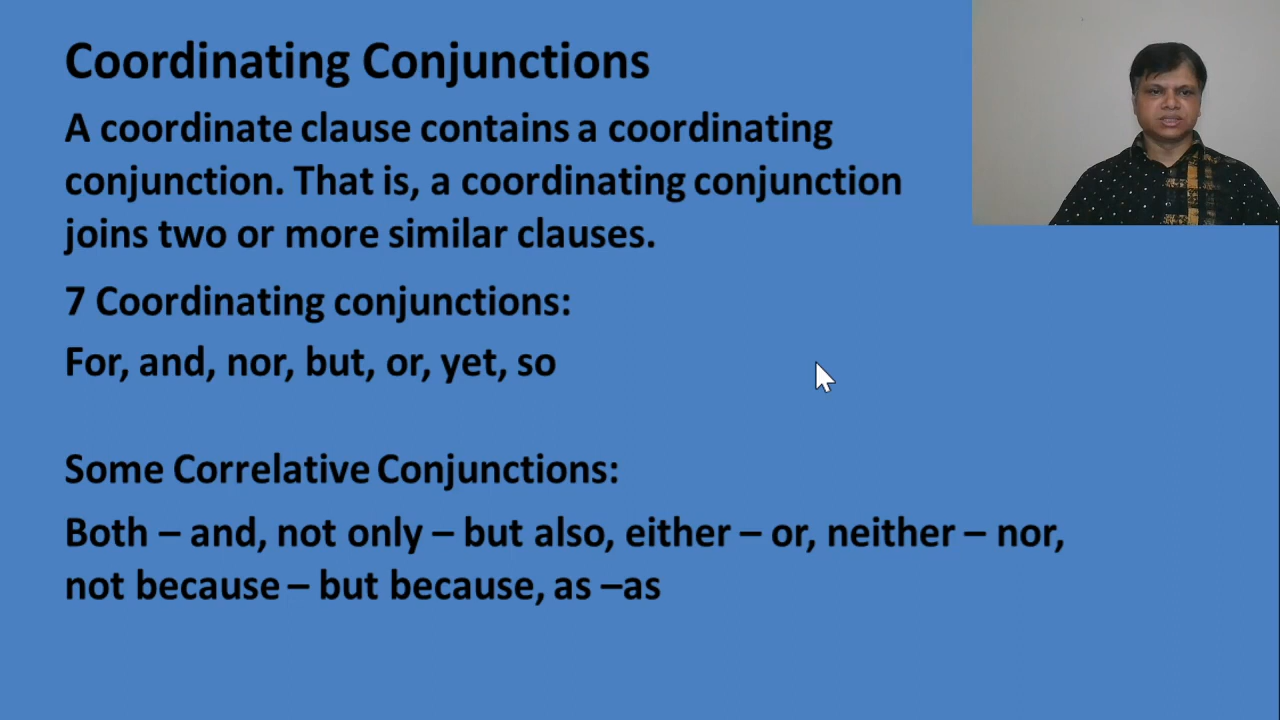 Coordinating Conjunctions
A coordinate clause contains a coordinating
conjunction. That is, a coordinating conjunction
joins two or more similar clauses.
7 Coordinating conjunctions:
For, and, nor, but, or, yet, so
Some Correlative Conjunctions:
Both – and, not only – but also, either – or, neither – nor,
not because – but because, as –as